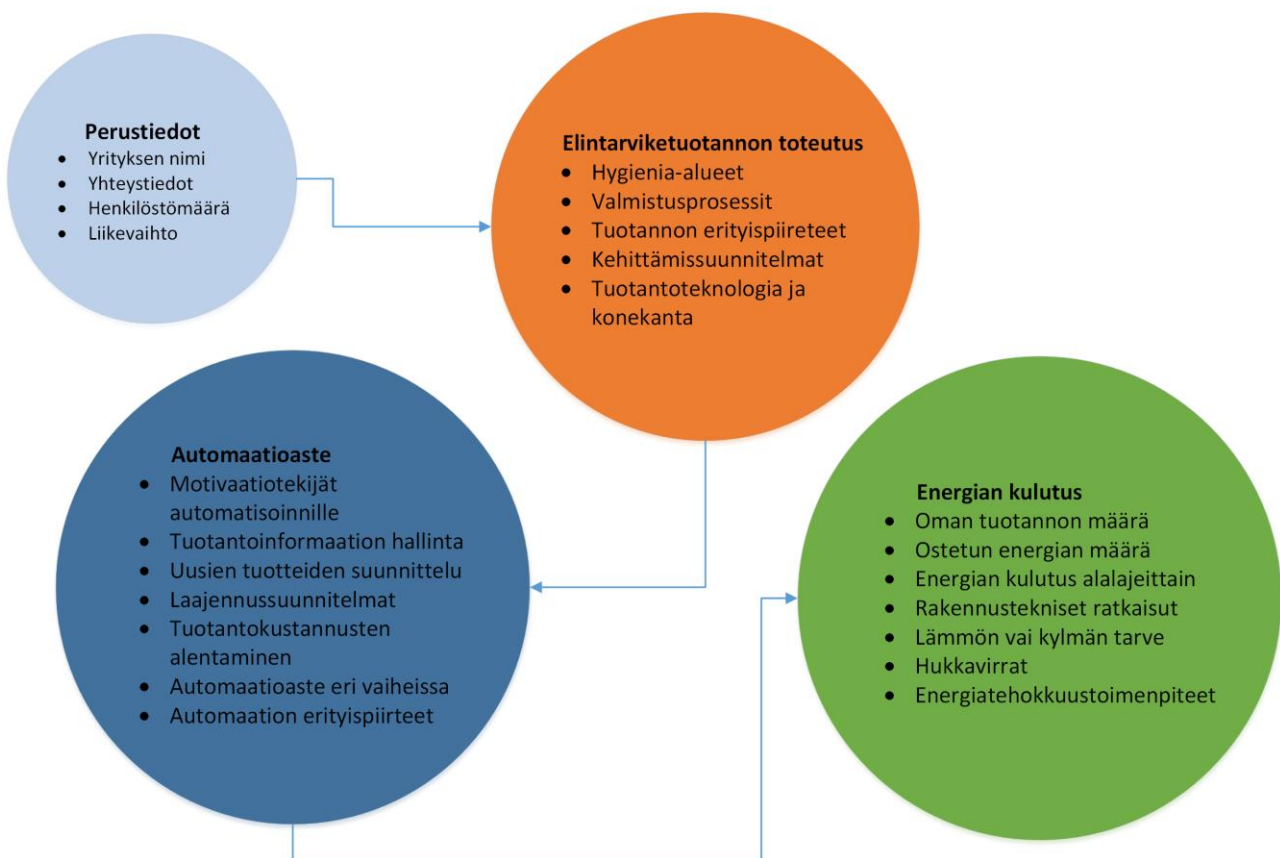 Perustiedot
• Yrityksen nimi
• Yhteystiedot
• Henkilöstömäärä
• Liikevaihto
Elintarviketuotannon toteutus
• Hygienia-alueet
• Valmistusprosessit
• Tuotannon erityispiireteet
• Kehittämissuunnitelmat
• Tuotantoteknologia ja
konekanta
Automaatioaste
• Motivaatiotekijät
automatisoinnille
• Tuotantoinformaation hallinta
• Uusien tuotteiden suunnittelu
• Laajennussuunnitelmat
• Tuotantokustannusten
alentaminen
• Automaatioaste eri vaiheissa
• Automaation erityispiirteet
Energian kulutus
• Oman tuotannon määrä
• Ostetun energian määrä
• Energian kulutus alalajeittain
• Rakennustekniset ratkaisut
• Lämmön vai kylmän tarve
• Hukkavirrat
• Energiatehokkuustoimenpiteet